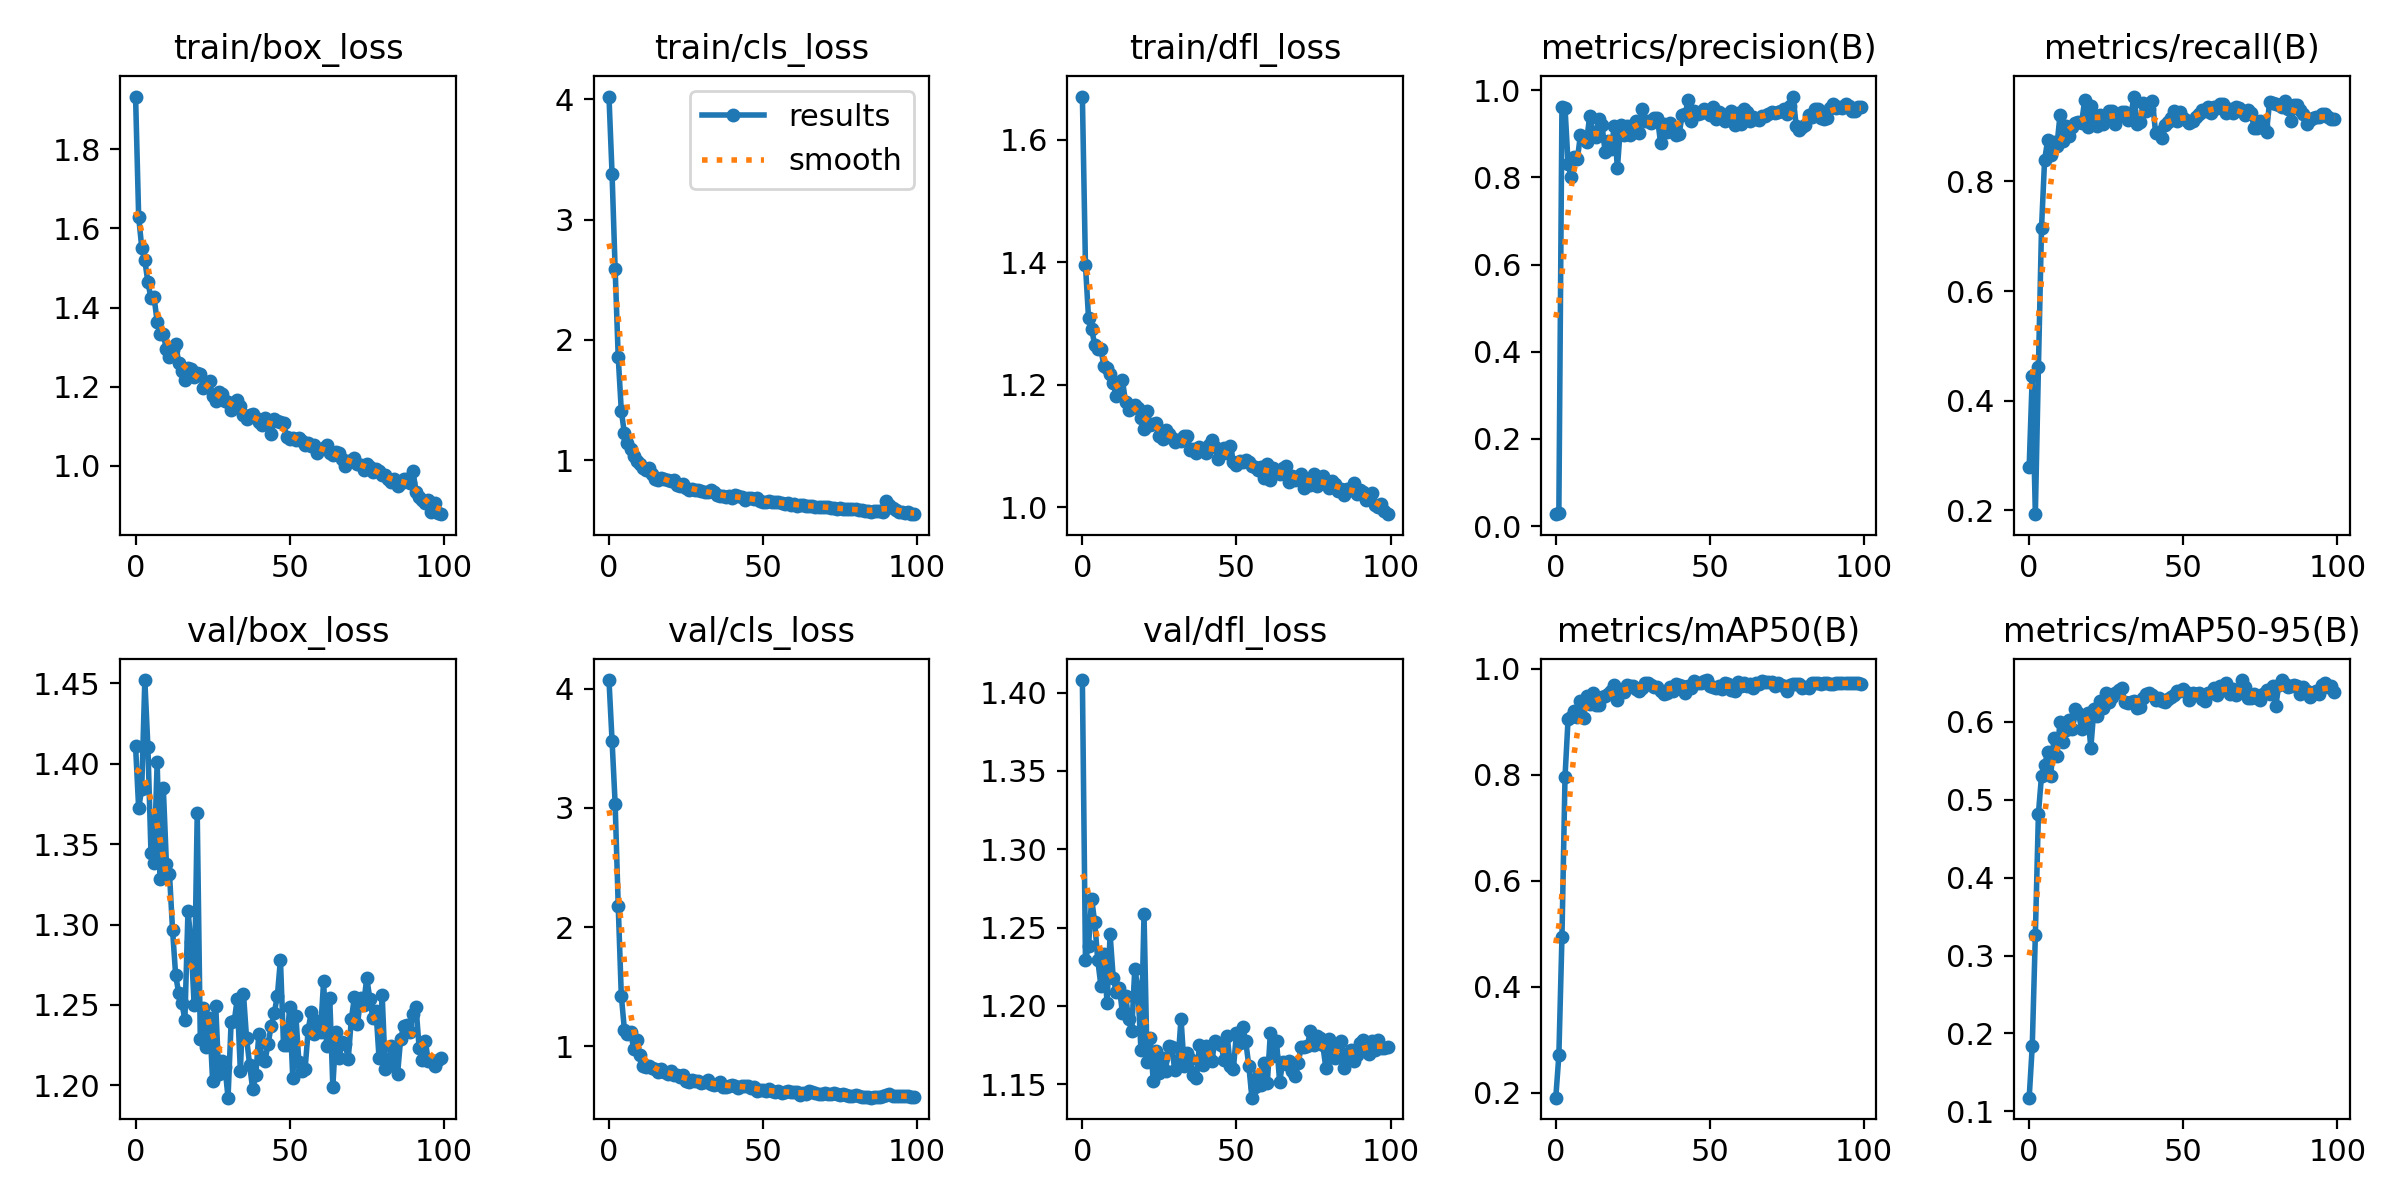 train/box_loss
1.8
1.6
1.4
1.2
1.0
0 50 100
train/cls_loss
results
smooth
4
3
2
1
0 50 100
train/dfl_loss
1.6
1.4
1.2
1.0
0 50 100
metrics/precision(B)
1.0
0.8
0.6
0.4
0.2
0.0
0 50 100
metrics/recall(B)
0.8
0.6
0.4
0.2
0 50 100
val/box_loss
1.45
1.40
1.35
1.30
1.25
1.20
0 50 100
val/cls_loss
4
3
2
1
0 50 100
val/dfl_loss
1.40
1.35
1.30
1.25
1.20
1.15
0 50 100
metrics/mAP50(B)
1.0
0.8
0.6
0.4
0.2
0 50 100
metrics/mAP50-95(B)
0.6
0.5
0.4
0.3
0.2
0.1
0 50 100